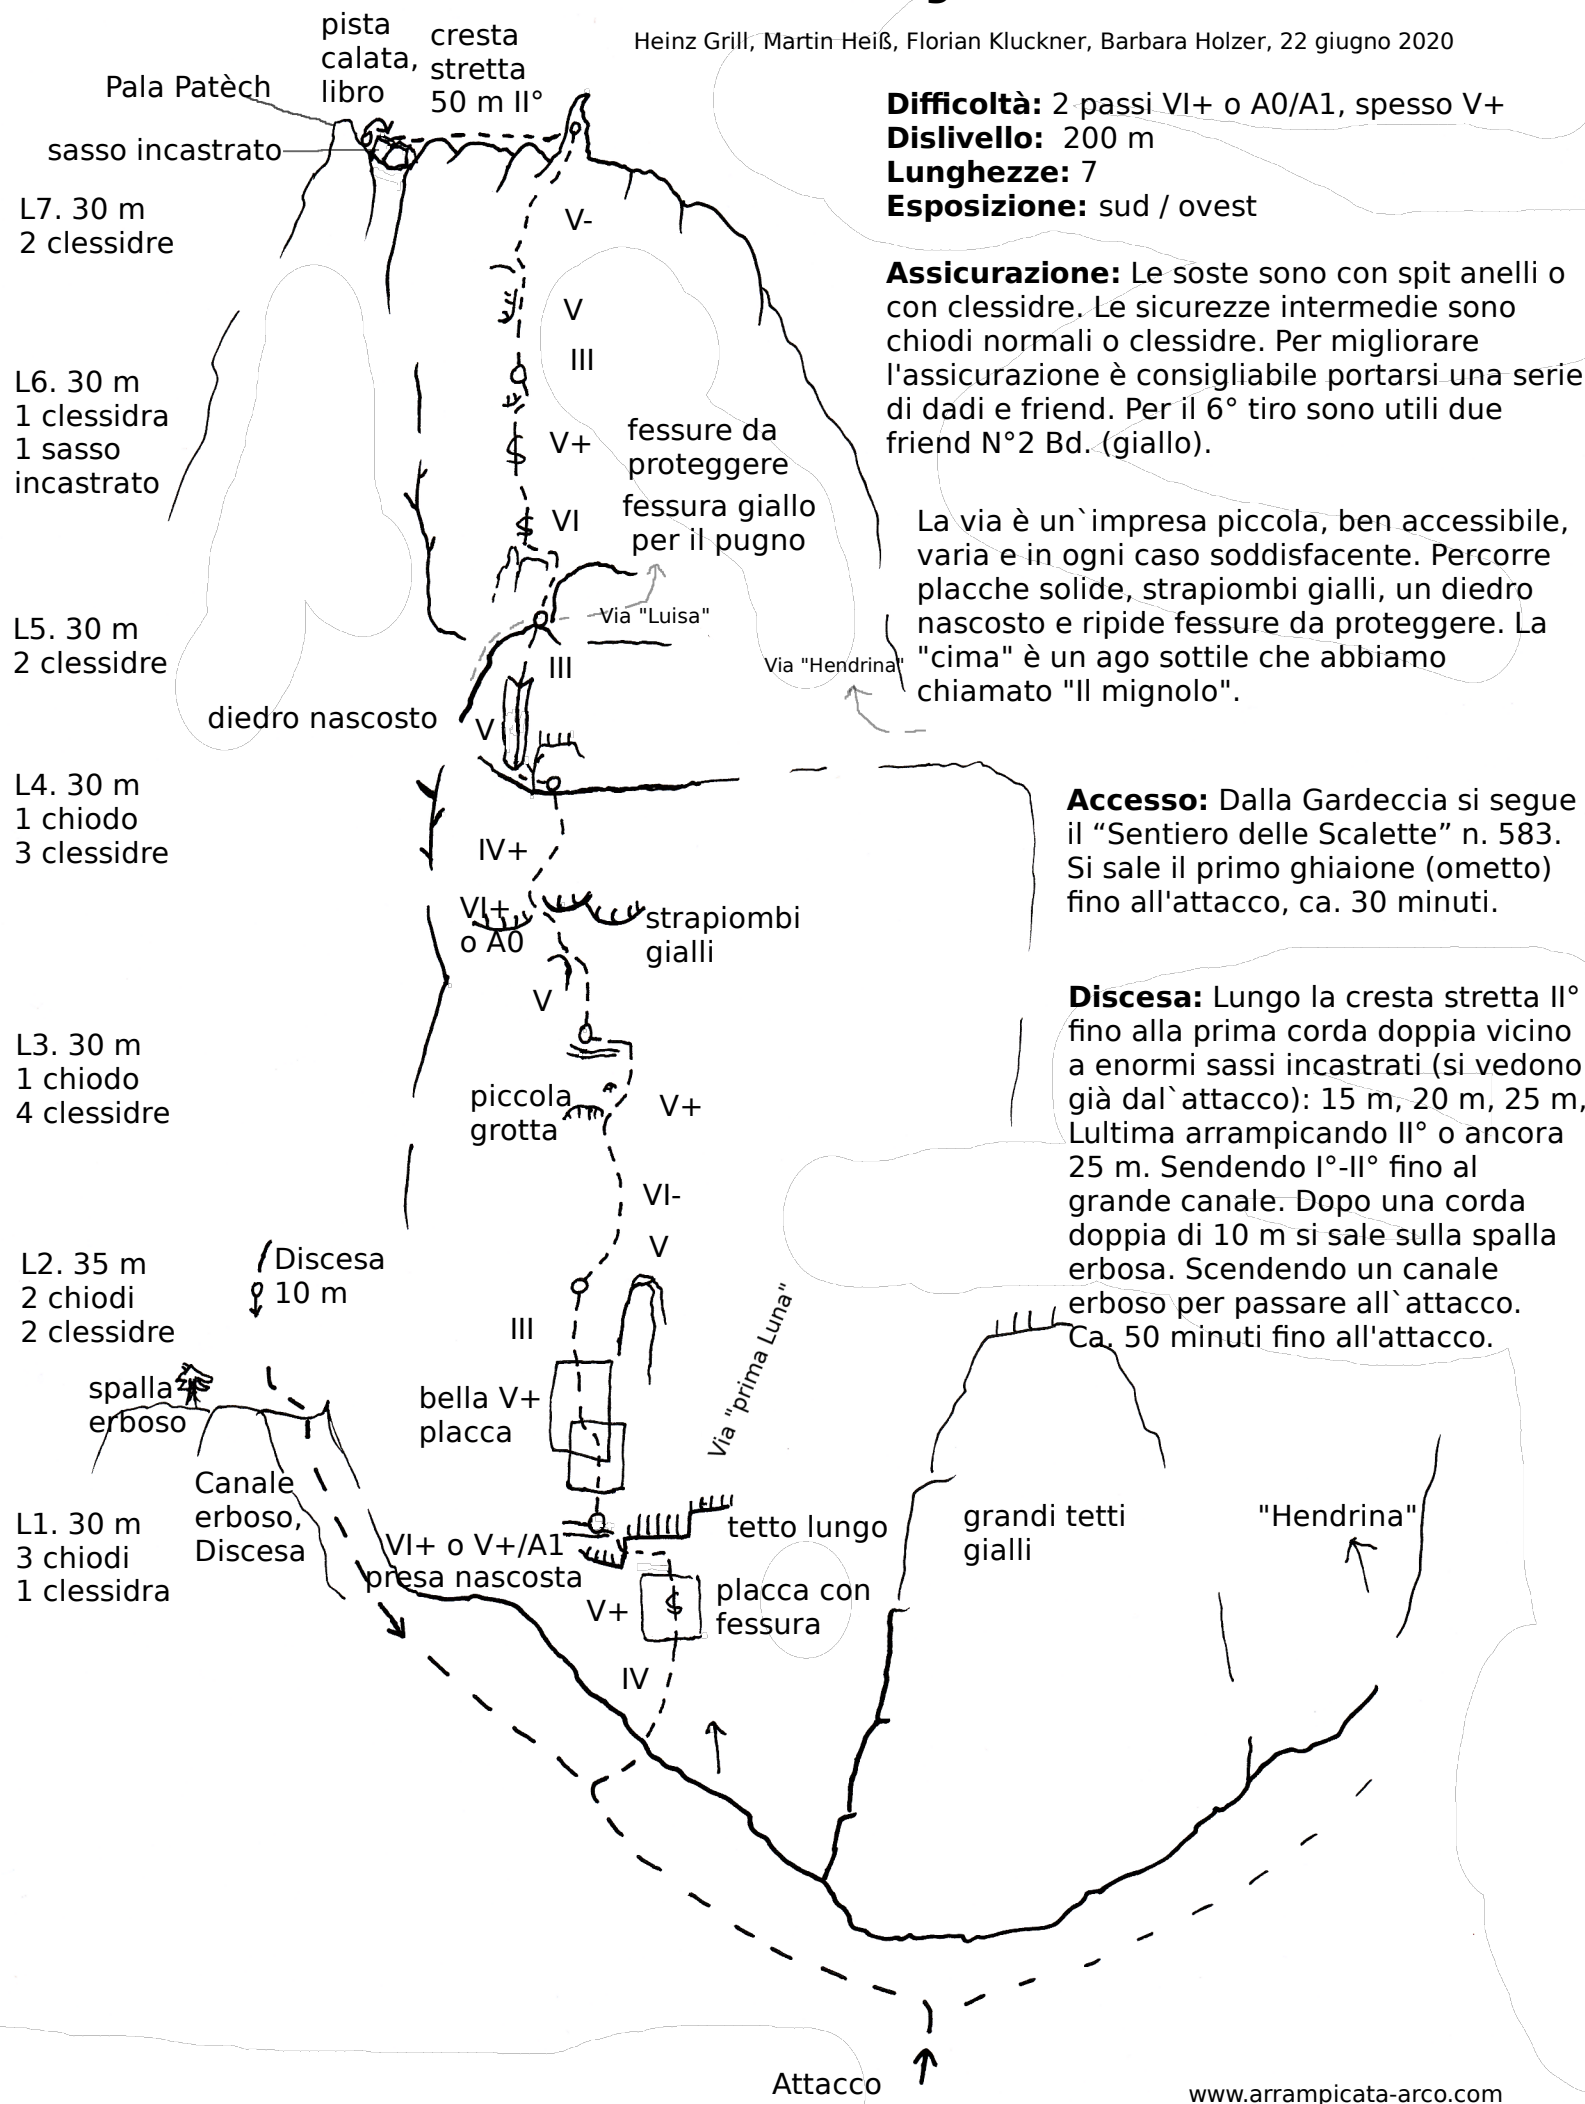 Heinz Grill, Martin Heiß, Florian Kluckner, Barbara Holzer, 22 giugno 2020
pista
calata,
libro
cresta
stretta
50 m II°
Pala Patèch
sasso incastrato
Difficoltà: 2 passi VI+ o A0/A1, spesso V+
Dislivello: 200 m
Lunghezze: 7
Esposizione: sud / ovest
Assicurazione: Le soste sono con spit anelli o
con clessidre. Le sicurezze intermedie sono
chiodi normali o clessidre. Per migliorare
l'assicurazione è consigliabile portarsi una serie
di dadi e friend. Per il 6° tiro sono utili due
friend N°2 Bd. (giallo).
La via è un`impresa piccola, ben accessibile,
varia e in ogni caso soddisfacente. Percorre
placche solide, strapiombi gialli, un diedro
nascosto e ripide fessure da proteggere. La
"cima" è un ago sottile che abbiamo
chiamato "Il mignolo".
Accesso: Dalla Gardeccia si segue
il “Sentiero delle Scalette” n. 583.
Si sale il primo ghiaione (ometto)
fino all'attacco, ca. 30 minuti.
Discesa: Lungo la cresta stretta II°
fino alla prima corda doppia vicino
a enormi sassi incastrati (si vedono
già dal`attacco): 15 m, 20 m, 25 m,
Lultima arrampicando II° o ancora
25 m. Sendendo I°-II° fino al
grande canale. Dopo una corda
doppia di 10 m si sale sulla spalla
erbosa. Scendendo un canale
erboso per passare all`attacco.
Ca. 50 minuti fino all'attacco.
L7. 30 m
2 clessidre
V-
V
III
L6. 30 m
1 clessidra
1 sasso
incastrato
V+
VI
fessure da
proteggere
fessura giallo
per il pugno
Via "Luisa"
Via "Hendrina"
L5. 30 m
2 clessidre
III
diedro nascosto
V
L4. 30 m
1 chiodo
3 clessidre
IV+
VI+
o A0
strapiombi
gialli
V
L3. 30 m
1 chiodo
4 clessidre
piccola
grotta
V+
VI-
V
L2. 35 m
2 chiodi
2 clessidre
Discesa
10 m
III
Via "prima Luna"
spalla
erboso
bella V+
placca
Canale
erboso,
Discesa
L1. 30 m
3 chiodi
1 clessidra
VI+ o V+/A1
presa nascosta
tetto lungo
placca con
fessura
V+
IV
grandi tetti
gialli
"Hendrina"
Attacco
www.arrampicata-arco.com